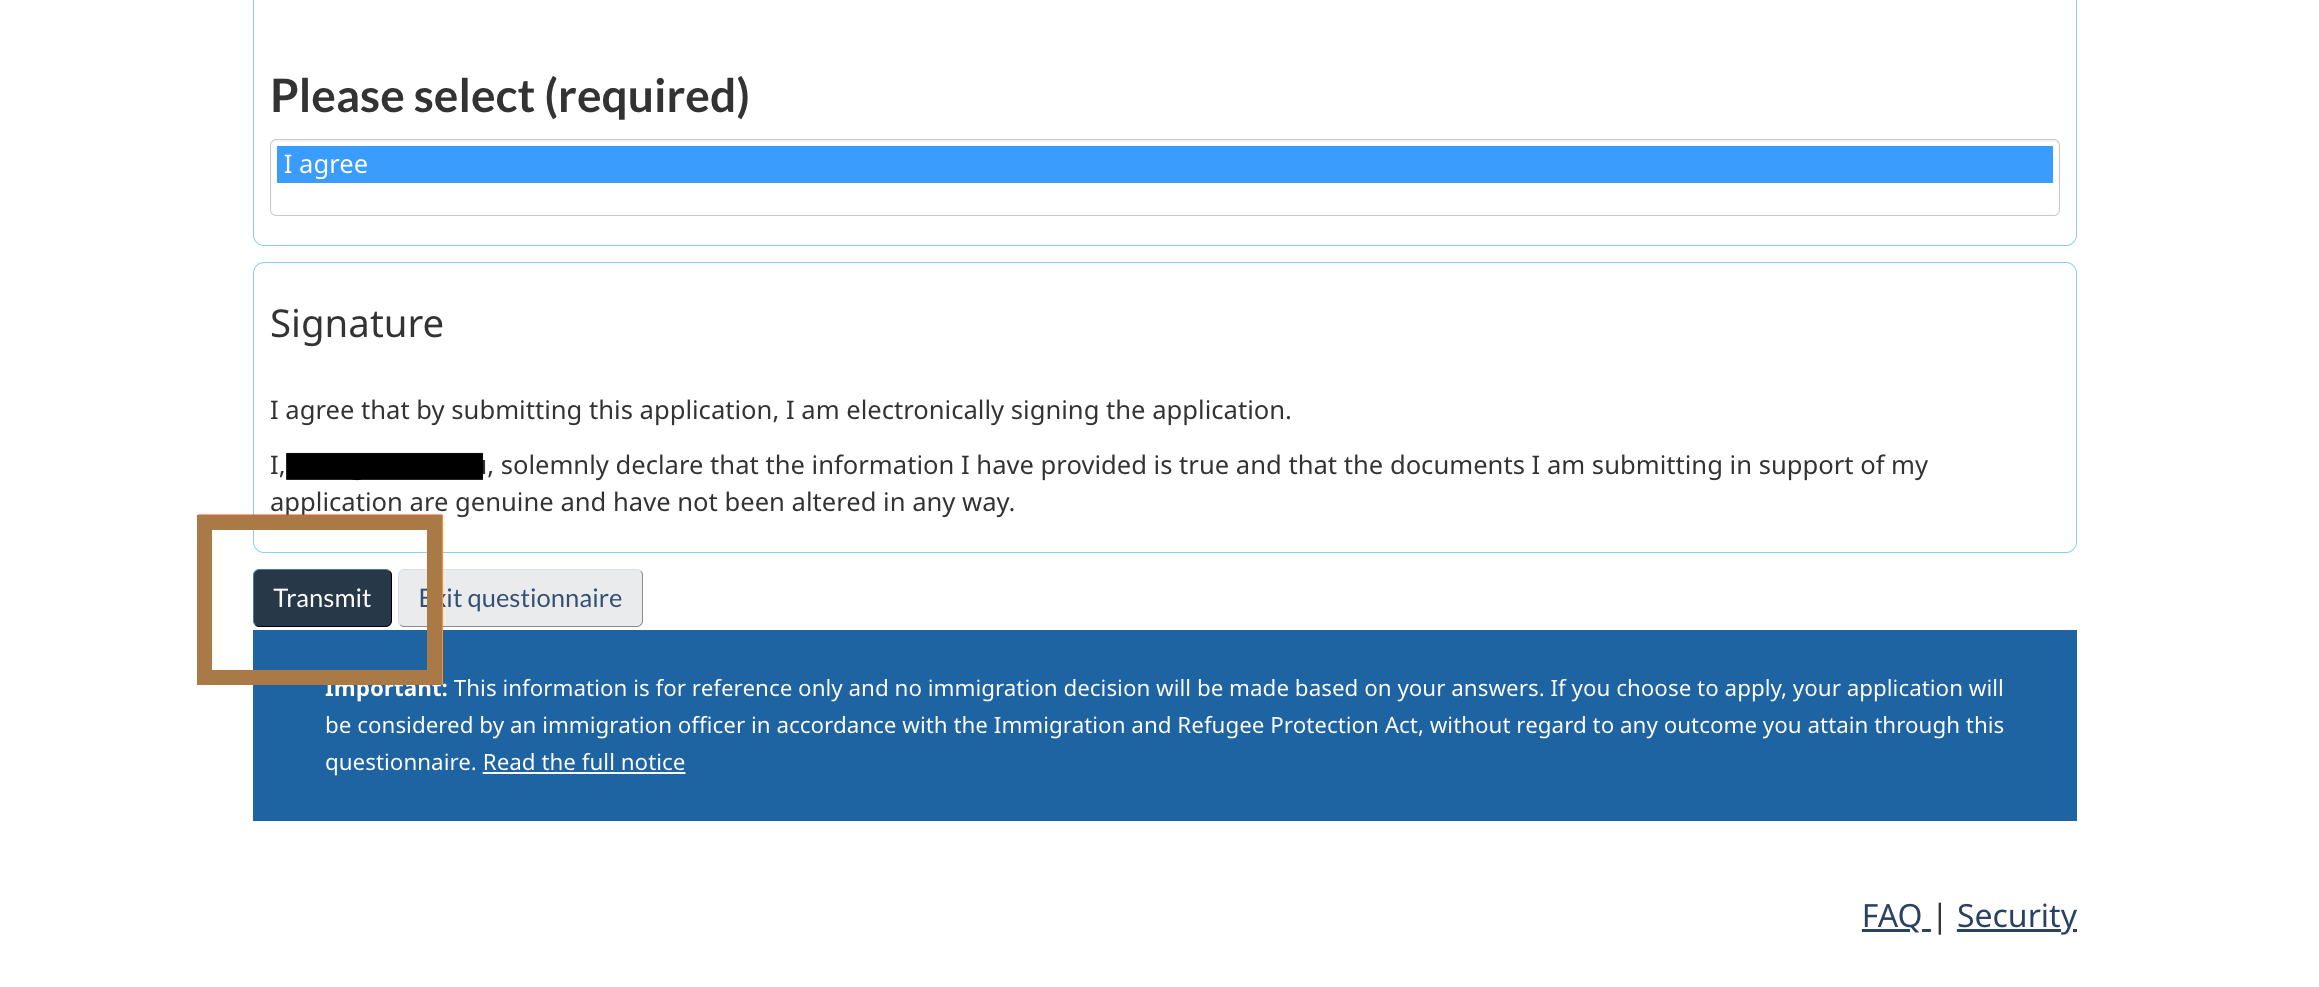 Please select (required)
I agree
Signature
I agree that by submitting this application, I am electronically signing the application.
I, , solemnly declare that the information I have provided is true and that the documents I am submitting in support of my
application are genuine and have not been altered in any way.
Transmit Exit questionnaire
Important: This information is for reference only and no immigration decision will be made based on your answers. If you choose to apply, your application will
be considered by an immigration officer in accordance with the Immigration and Refugee Protection Act, without regard to any outcome you attain through this
questionnaire. Read the full notice
FAQ | Security